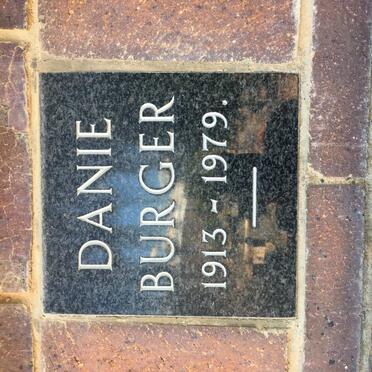 DANIE
BURGER
1913 ~ 1979.